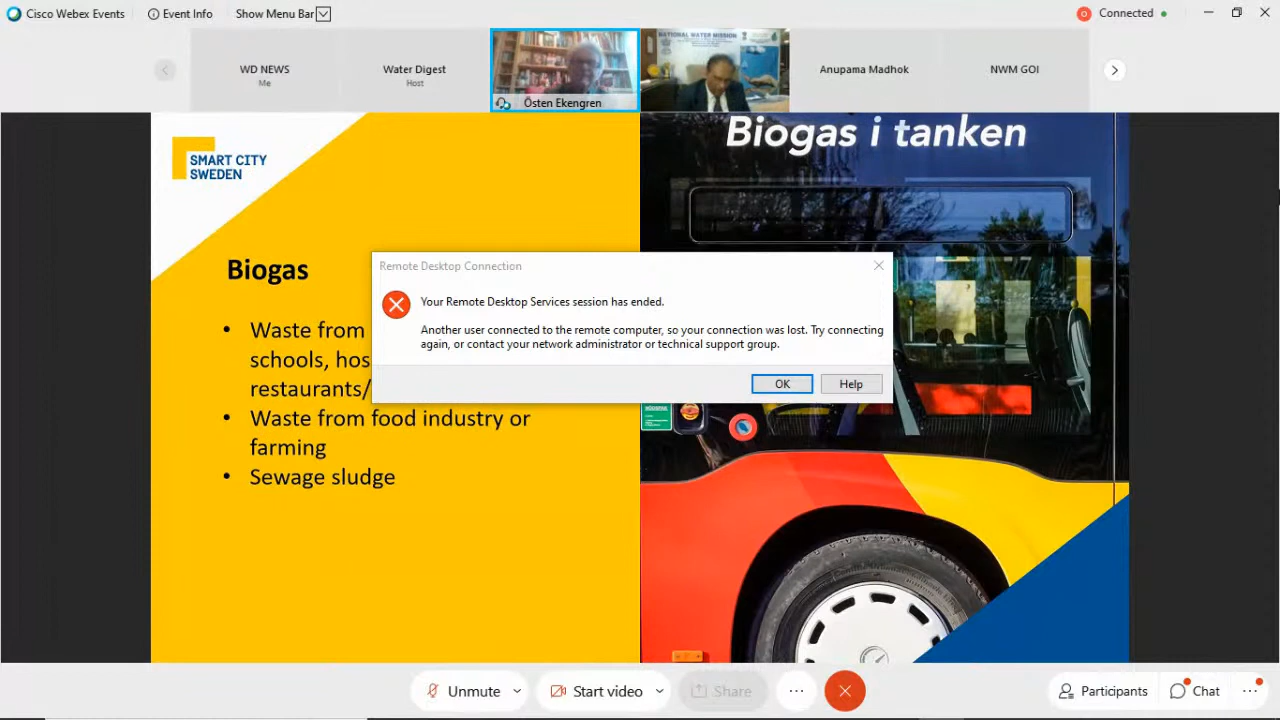 Cisco Webex Events
Event Info
Show Menu Bar
Connected
WD NEWS
Me
Water Digest
Host
Östen Ekengren
NATIONAL WATER MISSION
Anupama Madhok
NWM GOI
SMART CITY
SWEDEN
Biogas i tanken
Biogas
Remote Desktop Connection
Your Remote Desktop Services session has ended.
Another user connected to the remote computer, so your connection was lost. Try connecting
again, or contact your network administrator or technical support group.
OK
Help
• Waste from
schools, hos
restaurants/
• Waste from food industry or
farming
• Sewage sludge
Unmute
Start video
Share
Participants
Chat